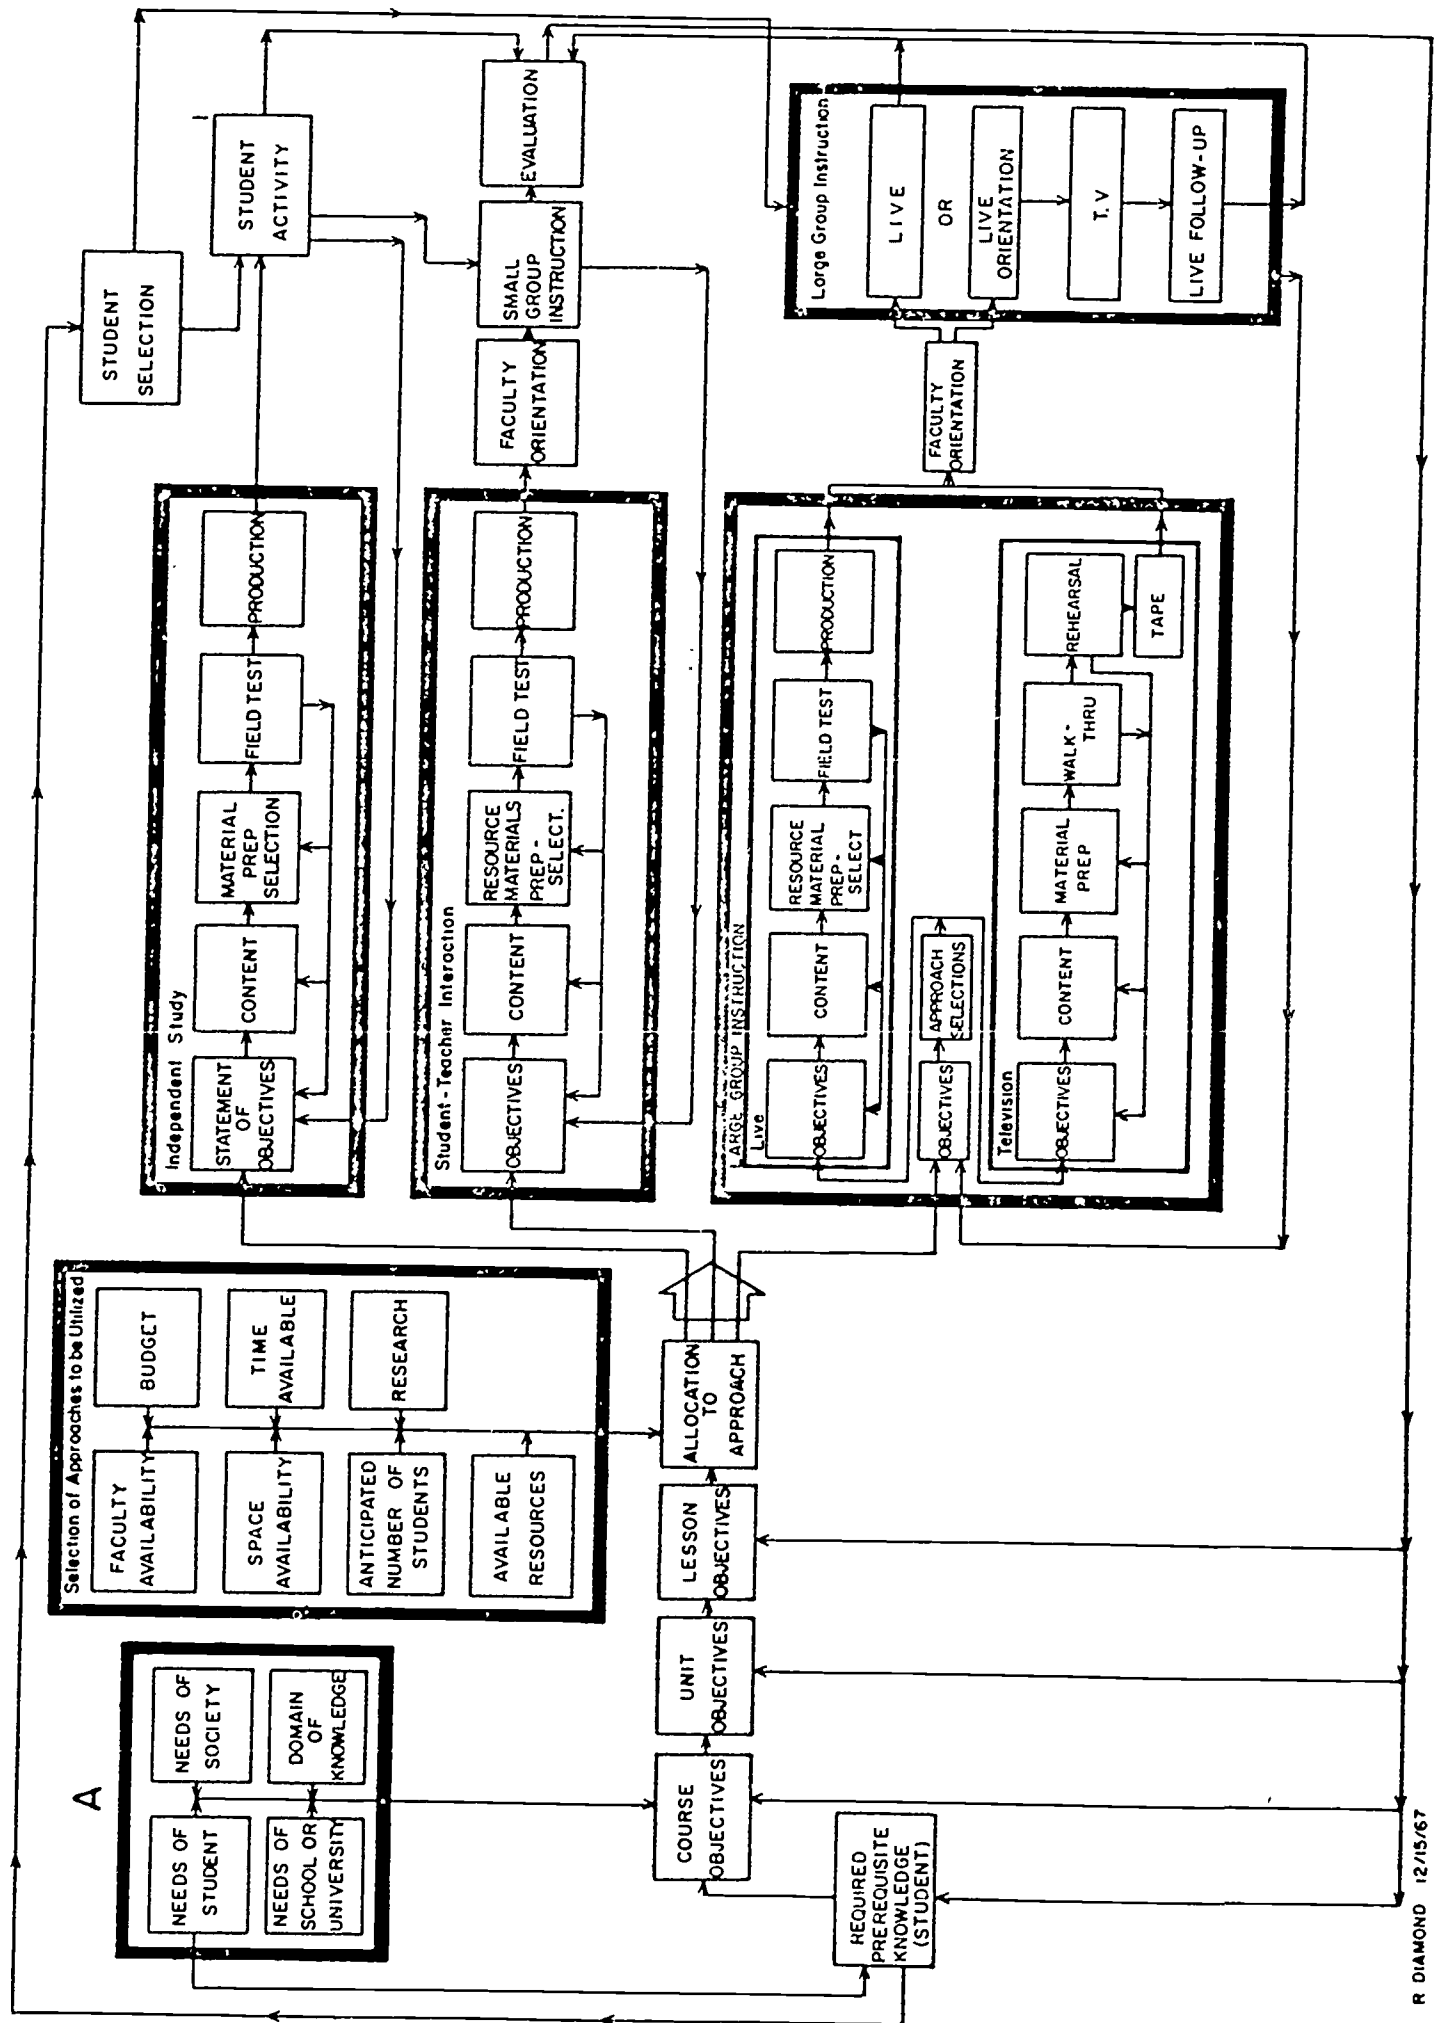 A
NEEDS OF
STUDENT
NEEDS OF
SOCIETY
NEEDS OF
SCHOOL OR
UNIVERSITY
DOMAIN
OF
KNOWLEDGE
REQUIRED
PREREQUISITE
KNOWLEDGE
(STUDENT)
COURSE
OBJECTIVES
UNIT
OBJECTIVES
LESSON
OBJECTIVES
ALLOCATION
TO
APPROACH
Selection of Approaches to be Utilized
FACULTY
AVAILABILITY
BUDGET
SPACE
AVAILABILITY
TIME
AVAILABLE
ANTICIPATED
NUMBER OF
STUDENTS
RESEARCH
AVAILABLE
RESOURCES
Independent Study
STATEMENT
OF
OBJECTIVES
CONTENT
MATERIAL
PREP
SELECTION
FIELD TEST
PRODUCTION
Student-Teacher Interaction
OBJECTIVES
CONTENT
RESOURCE
MATERIALS
PREP-
SELECT.
FIELD TEST
PRODUCTION
LARGE GROUP INSTRUCTION
Live
OBJECTIVES
CONTENT
RESOURCE
MATERIAL
PREP-
SELECT
FIELD TEST
PRODUCTION
OBJECTIVES
APPROACH
SELECTIONS
Television
OBJECTIVES
CONTENT
MATERIAL
PREP
WALK-
THRU
REHEARSAL
TAPE
STUDENT
SELECTION
STUDENT
ACTIVITY
FACULTY
ORIENTATION
SMALL
GROUP
INSTRUCTION
EVALUATION
FACULTY
ORIENTATION
Large Group Instruction
LIVE
OR
LIVE
ORIENTATION
T.V
LIVE FOLLOW-UP
R DIAMOND 12/15/67